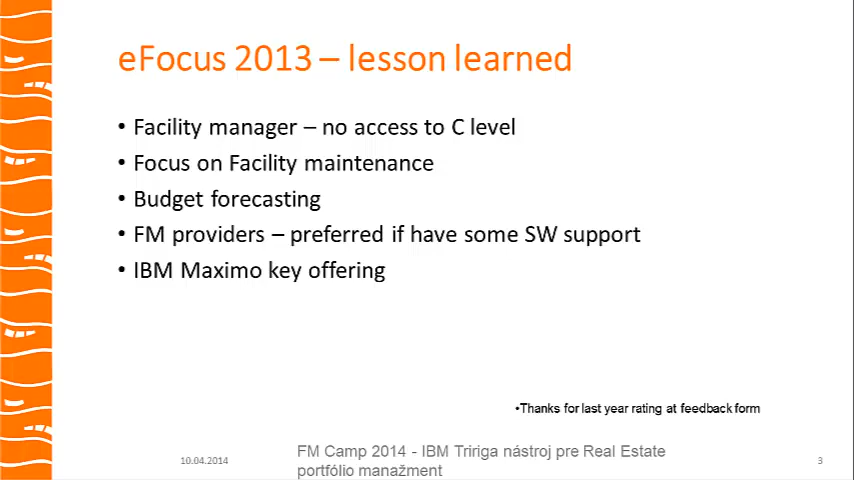 eFocus 2013 – lesson learned
• Facility manager – no access to C level
• Focus on Facility maintenance
• Budget forecasting
• FM providers – preferred if have some SW support
• IBM Maximo key offering
•Thanks for last year rating at feedback form
10.04.2014
FM Camp 2014 - IBM Tririga nástroj pre Real Estate
portfólio manažment
3